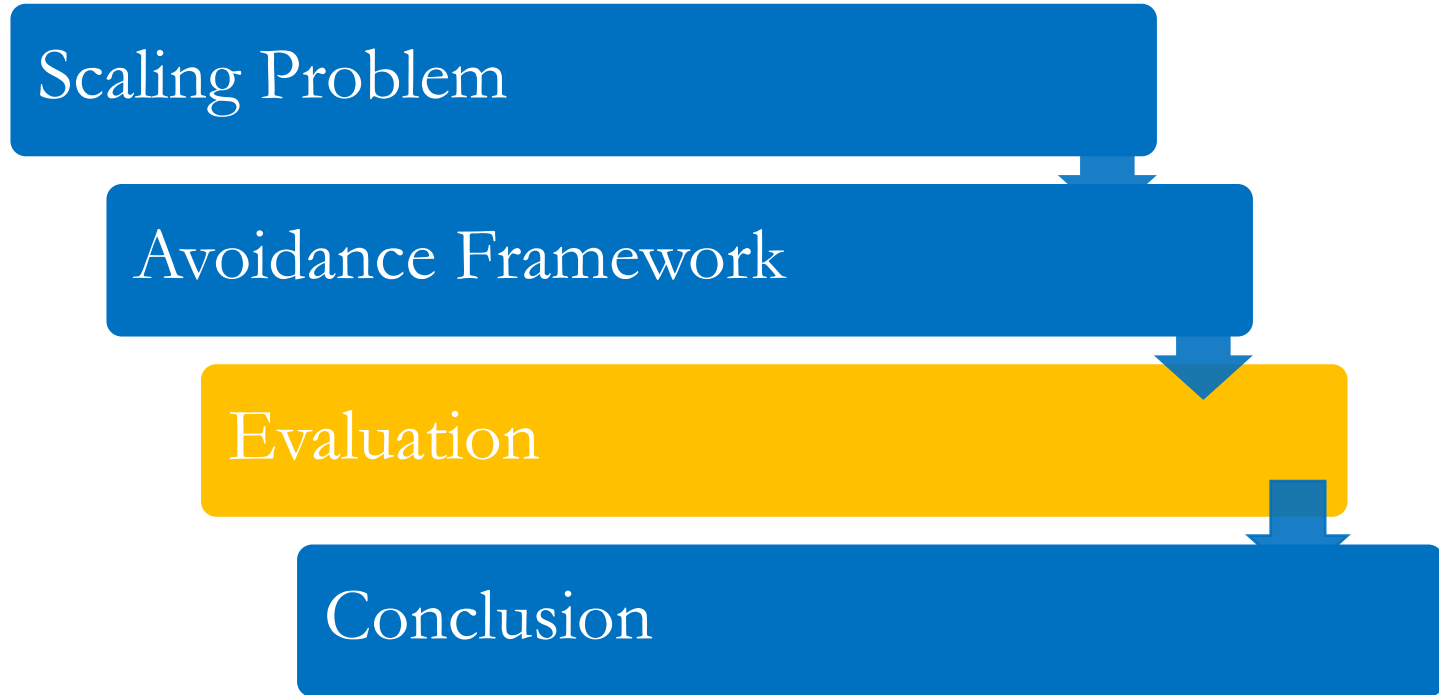 Scaling Problem
Avoidance Framework
Evaluation
Conclusion